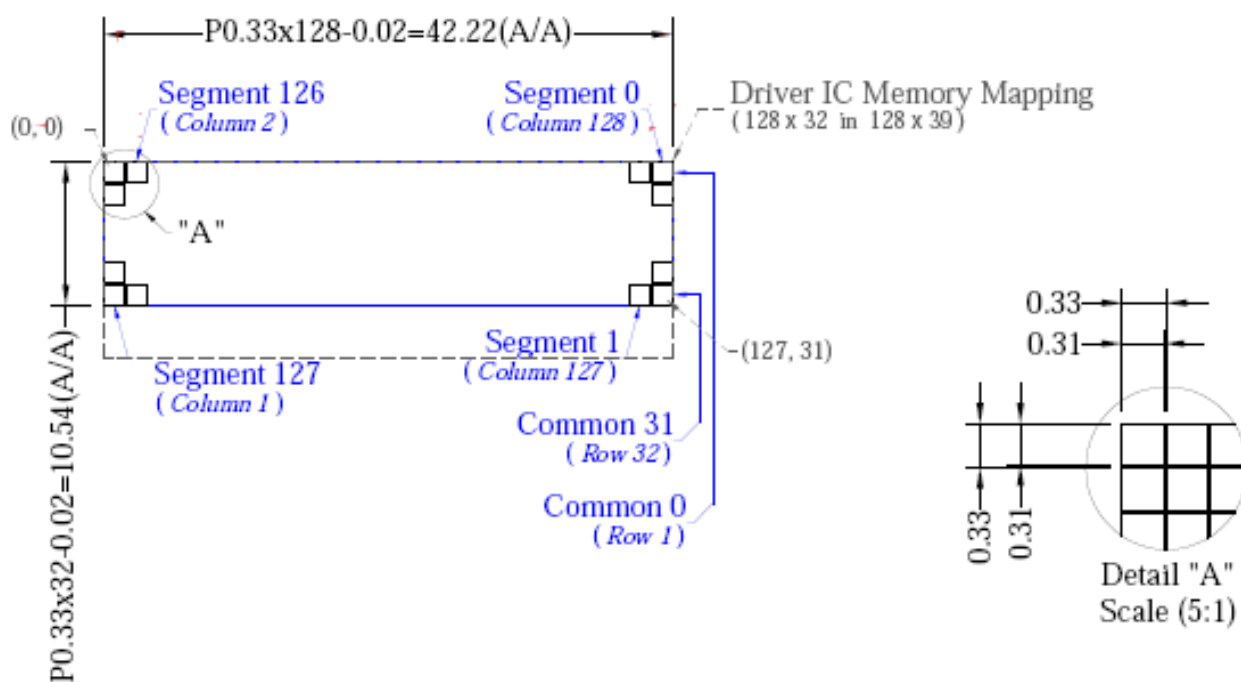 P0.33x128-0.02=42.22(A/A)
Segment 126
( Column 2 )
Segment 0
( Column 128 )
Driver IC Memory Mapping
( 128 x 32 in 128 x 39 )
(0, 0)
"A"
P0.33x32-0.02=10.54(A/A)
Segment 127
( Column 1 )
Segment 1
( Column 127 )
(127, 31)
Common 31
( Row 32 )
Common 0
( Row 1 )
0.33
0.31
0.33
0.31
Detail "A"
Scale (5:1)